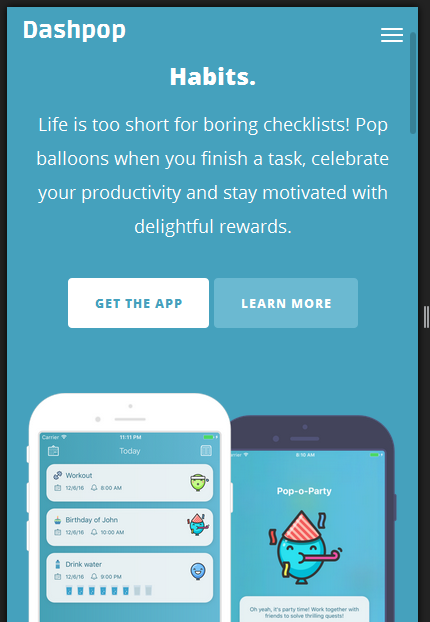 Dashpop
Habits.
Life is too short for boring checklists! Pop
balloons when you finish a task, celebrate
your productivity and stay motivated with
delightful rewards.
GET THE APP
LEARN MORE
Carrier
11:11 PM
Today
Workout
12/6/16
8:00 AM
Birthday of John
12/6/16
10:00 AM
Drink water
12/6/16
9:00 PM
9:10 AM
Pop-o-Party
Oh yeah, it's party time! Work together with
friends to solve thrilling quests!